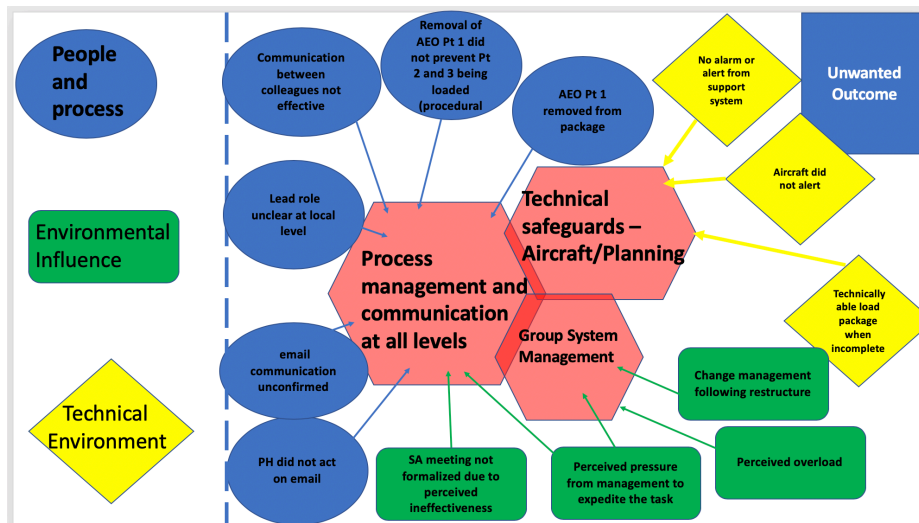 People
and
process
Environmental
Influence
Technical
Environment
Communication
between
colleagues not
effective
Removal of
AEO Pt 1 did
not prevent Pt
2 and 3 being
loaded
(procedural
AEO Pt 1
removed from
package
Lead role
unclear at local
level
email
communication
unconfirmed
PH did not act
on email
Process
management and
communication
at all levels
Technical
safeguards –
Aircraft/Planning
Group System
Management
No alarm or
alert from
support
system
Unwanted
Outcome
Aircraft did
not alert
Technically
able load
package
when
incomplete
Change management
following restructure
Perceived overload
Perceived pressure
from management to
expedite the task
SA meeting not
formalized due to
perceived
ineffectiveness